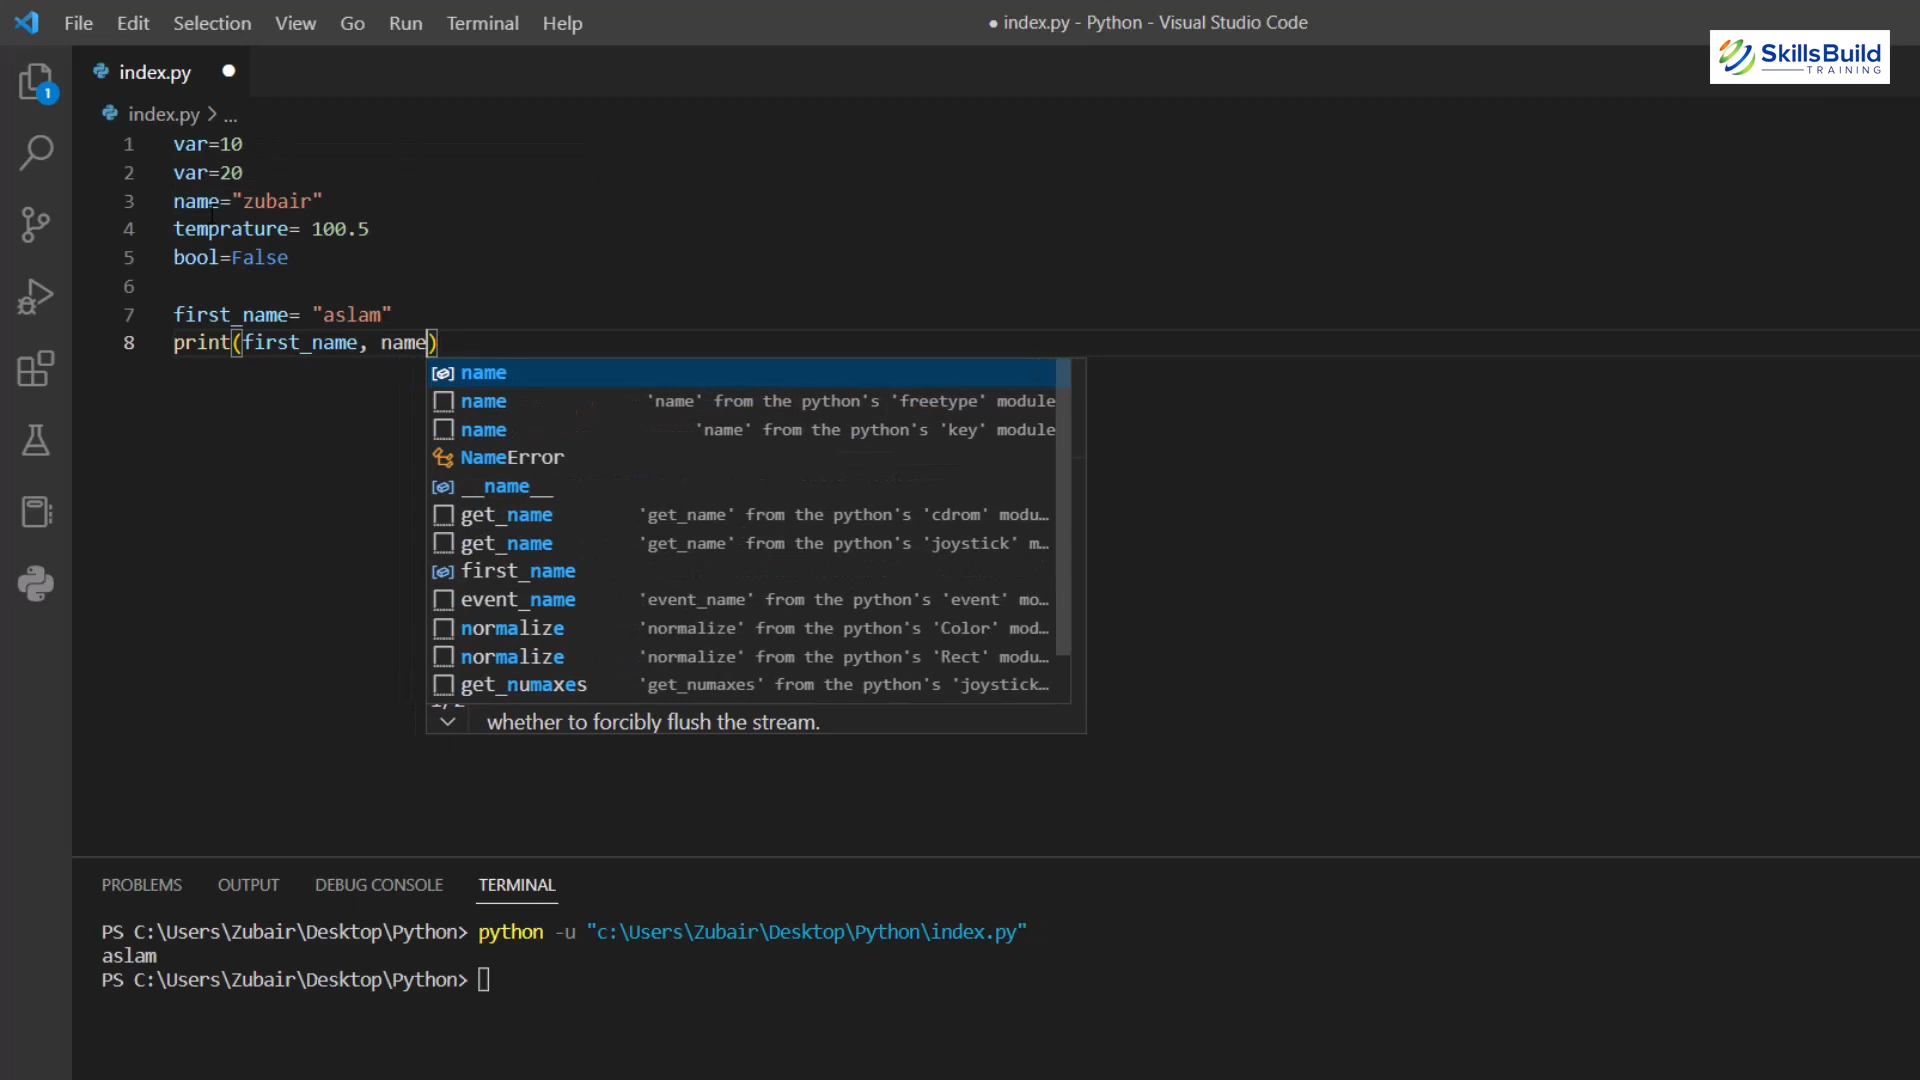 File Edit Selection View Go Run Terminal Help ● index.py - Python - Visual Studio Code
SkillsBuild
TRAINING
index.py
1
index.py > ...
1 var=10
2 var=20
3 name="zubair"
4 temprature= 100.5
5 bool=False
6
7 first_name= "aslam"
8 print(first_name, name)
name
name 'name' from the python's 'freetype' module
name 'name' from the python's 'key' module
NameError
__name__
get_name 'get_name' from the python's 'cdrom' modu…
get_name 'get_name' from the python's 'joystick' m…
first_name
event_name 'event_name' from the python's 'event' mo…
normalize 'normalize' from the python's 'Color' mod…
normalize 'normalize' from the python's 'Rect' modu…
get_numaxes 'get_numaxes' from the python's 'joystick…
whether to forcibly flush the stream.
PROBLEMS OUTPUT DEBUG CONSOLE TERMINAL
PS C:\Users\Zubair\Desktop\Python> python -u "c:\Users\Zubair\Desktop\Python\index.py"
aslam
PS C:\Users\Zubair\Desktop\Python>